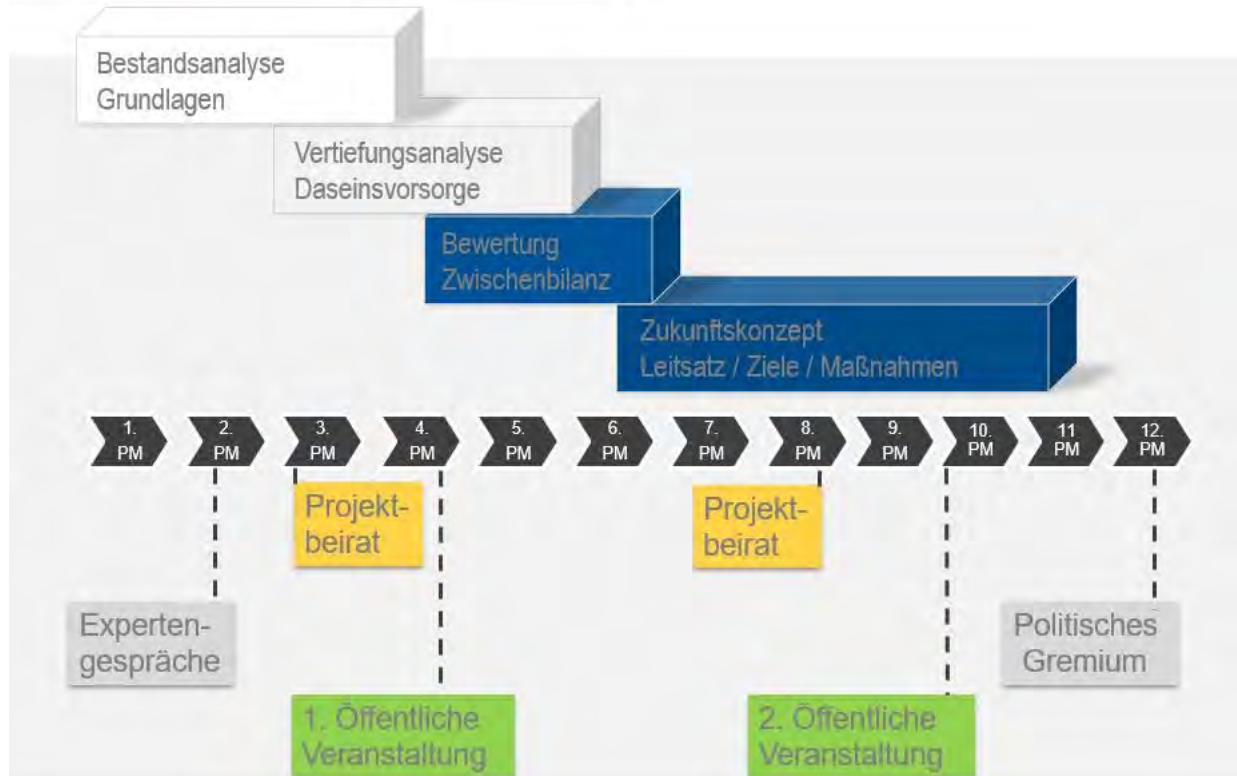 Bestandsanalyse
Grundlagen
Vertiefungsanalyse
Daseinsvorsorge
Bewertung
Zwischenbilanz
Zukunftskonzept
Leitsatz / Ziele / Maßnahmen
1.
PM
2.
PM
3.
PM
4.
PM
5.
PM
6.
PM
7.
PM
8.
PM
9.
PM
10.
PM
11
PM
12.
PM
Projekt-
beirat
Projekt-
beirat
Experten-
gespräche
Politisches
Gremium
1. Öffentliche
Veranstaltung
2. Öffentliche
Veranstaltung